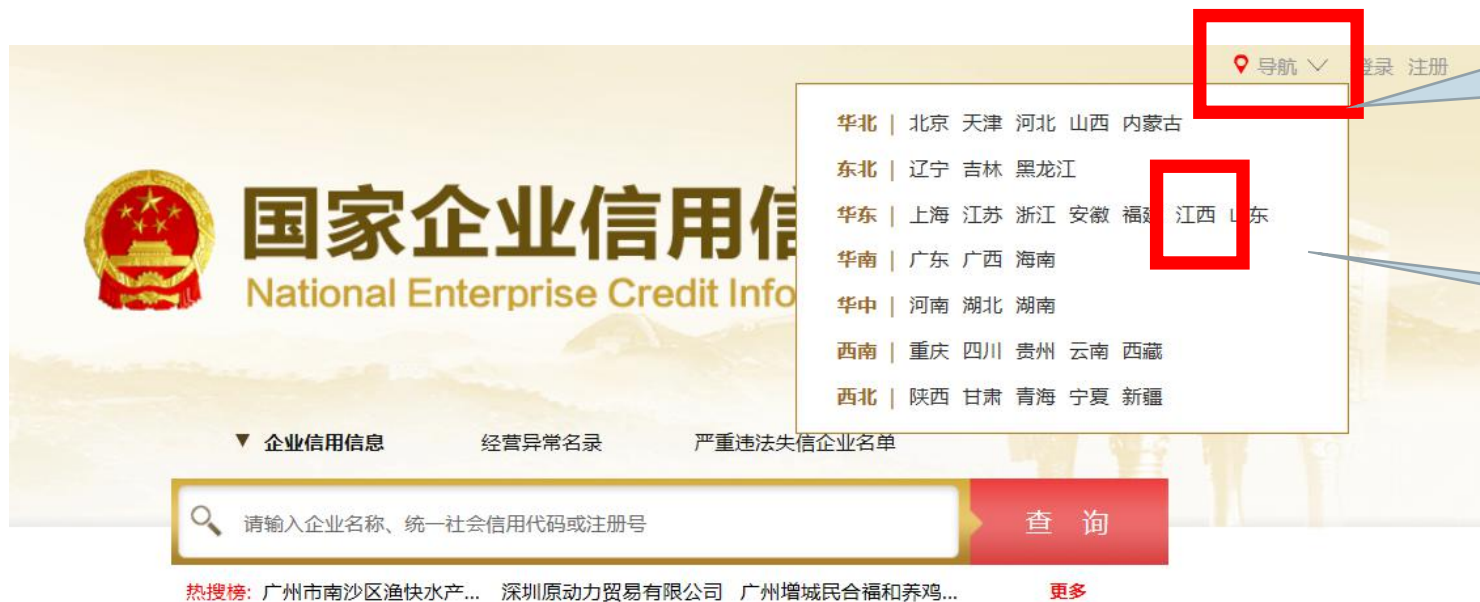 导航 登录 注册
华北 | 北京 天津 河北 山西 内蒙古
东北 | 辽宁 吉林 黑龙江
华东 | 上海 江苏 浙江 安徽 福建 江西 山东
华南 | 广东 广西 海南
华中 | 河南 湖北 湖南
西南 | 重庆 四川 贵州 云南 西藏
西北 | 陕西 甘肃 青海 宁夏 新疆
国家企业信用信
National Enterprise Credit Info
企业信用信息 经营异常名录 严重违法失信企业名单
请输入企业名称、统一社会信用代码或注册号 查 询
热搜榜: 广州市南沙区渔快水产... 深圳原动力贸易有限公司 广州增城民合福和养鸡... 更多